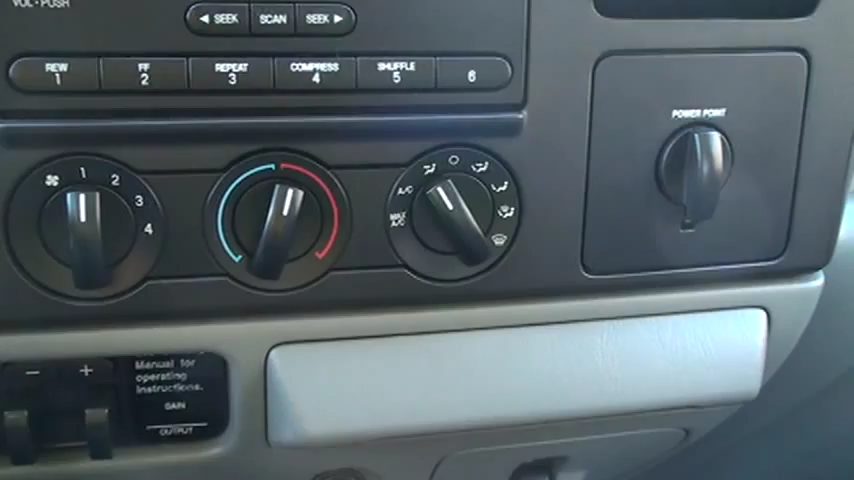 VOL - PUSH
◄ SEEK SCAN SEEK ►
REW FF REPEAT COMPRESS SHUFFLE
1 2 3 4 5 6
POWER POINT
1 2 3 4
A/C
MAX A/C
- +
Manual for
operating
instructions.
GAIN
OUTPUT